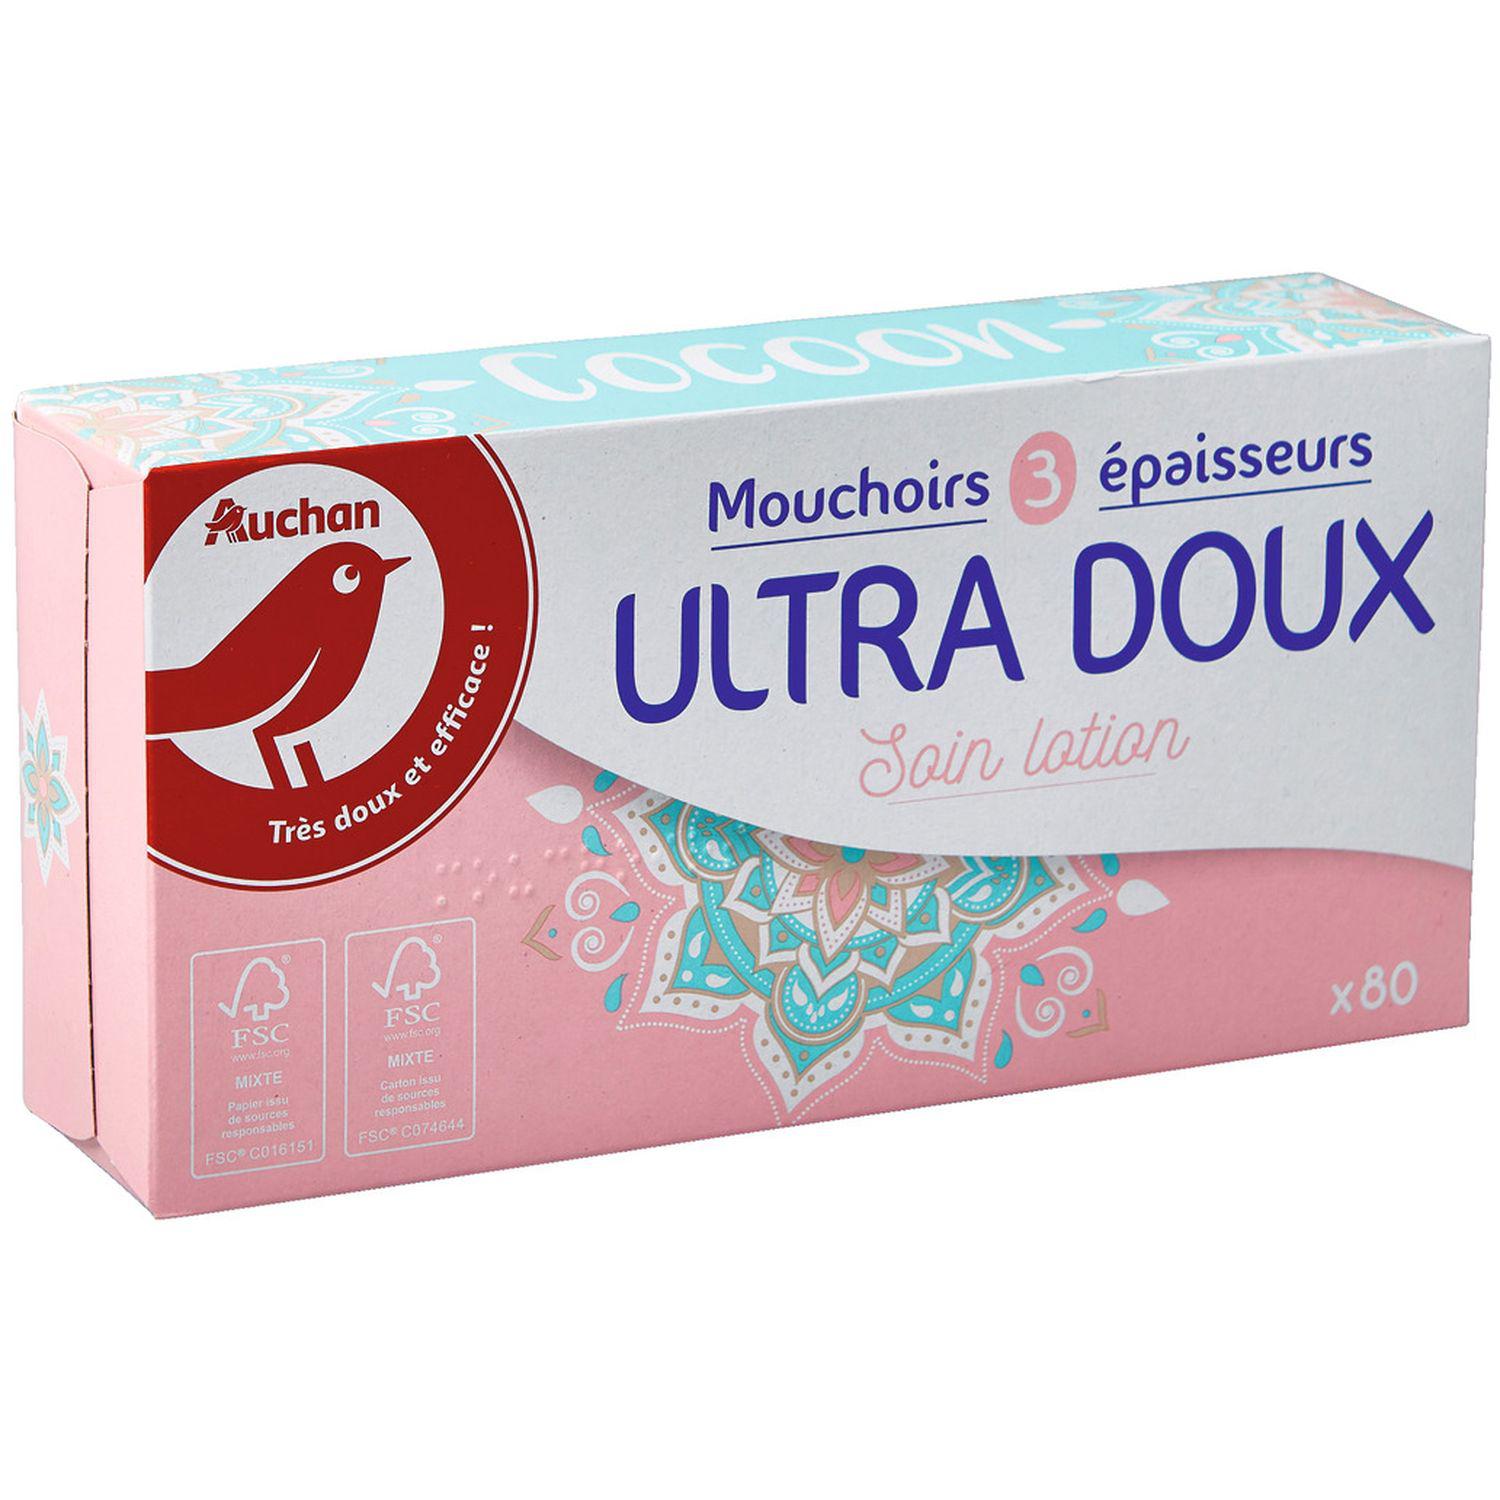 COCOON
Auchan
Très doux et efficace !
Mouchoirs 3 épaisseurs
ULTRA DOUX
Soin lotion
x80
FSC
www.fsc.org
MIXTE
Papier issu
de sources
responsables
FSC® C016151
FSC
www.fsc.org
MIXTE
Carton issu
de sources
responsables
FSC® C074644